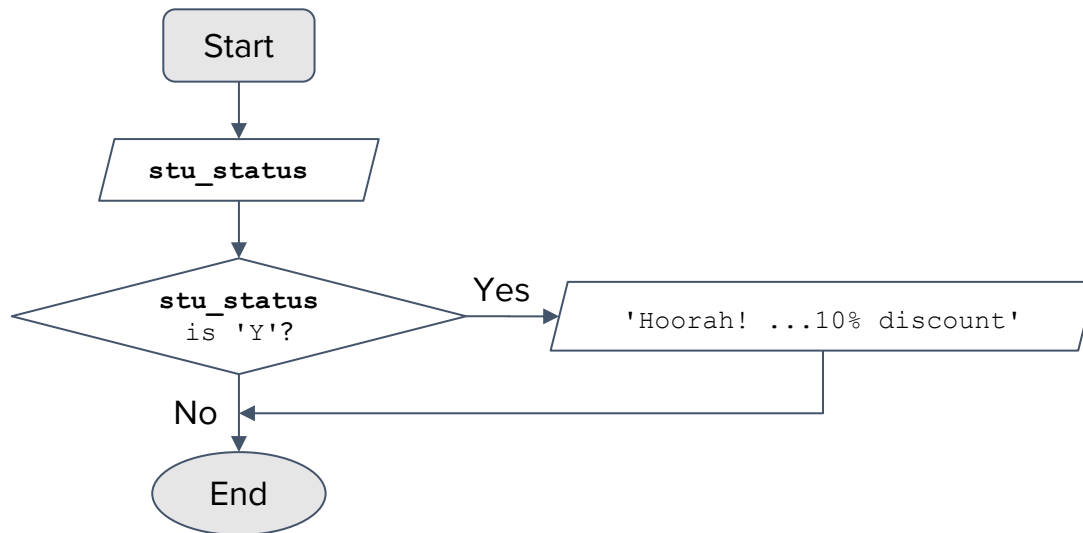 Start
stu_status
stu_status
is 'Y'?
Yes
'Hoorah! ...10% discount'
No
End